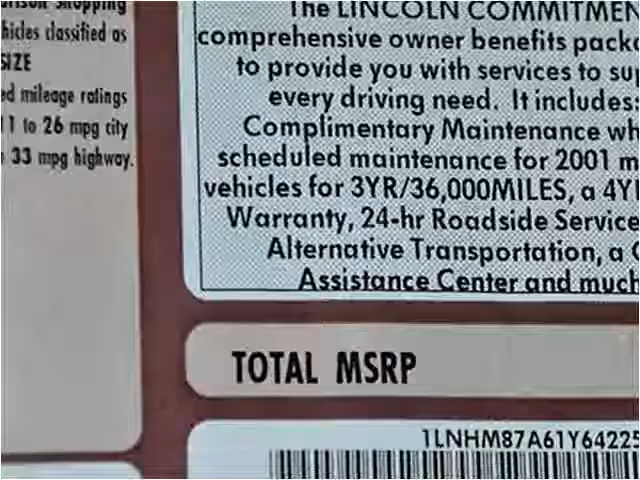 hicles classified as
SIZE
ed mileage ratings
11 to 26 mpg city
33 mpg highway.
The LINCOLN COMMITMEN
comprehensive owner benefits pack
to provide you with services to su
every driving need. It includes
Complimentary Maintenance wh
scheduled maintenance for 2001 m
vehicles for 3YR/36,000MILES, a 4Y
Warranty, 24-hr Roadside Service
Alternative Transportation, a
Assistance Center and much
TOTAL MSRP
1LNHM87A61Y64225